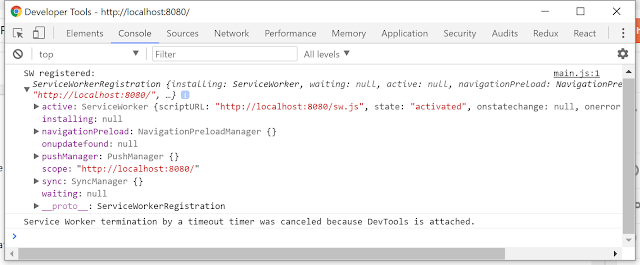 Developer Tools - http://localhost:8080/
Elements Console Sources Network Performance Memory Application Security Audits Redux React
top Filter All levels
SW registered: main.js:1
ServiceWorkerRegistration {installing: ServiceWorker, waiting: null, active: null, navigationPreload: NavigationPre
"http://localhost:8080/", …}
active: ServiceWorker {scriptURL: "http://localhost:8080/sw.js", state: "activated", onstatechange: null, onerror
installing: null
navigationPreload: NavigationPreloadManager {}
onupdatefound: null
pushManager: PushManager {}
scope: "http://localhost:8080/"
sync: SyncManager {}
waiting: null
__proto__: ServiceWorkerRegistration
Service Worker termination by a timeout timer was canceled because DevTools is attached.